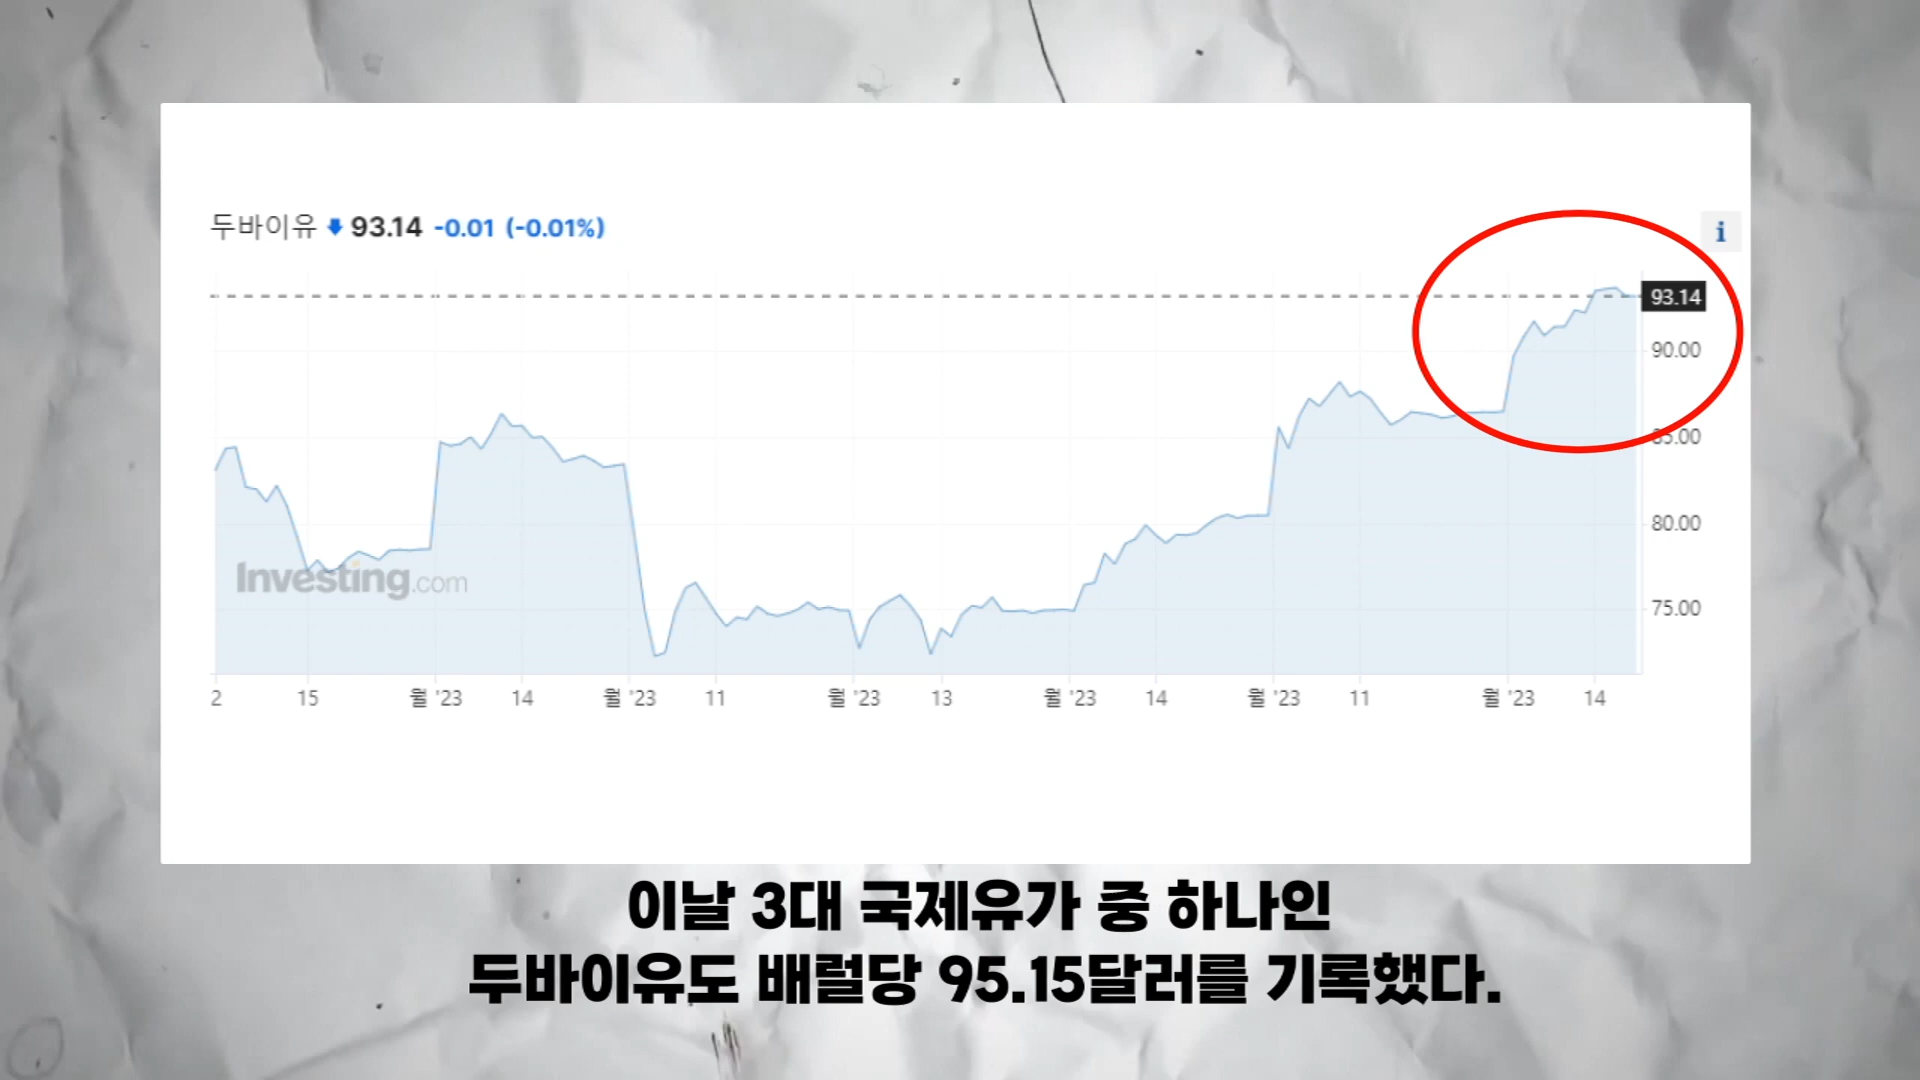 두바이유 93.14 -0.01 (-0.01%)
i
93.14
90.00
85.00
80.00
75.00
Investing.com
2 15 월 '23 14 월 '23 11 월 '23 13 월 '23 14 월 '23 11 월 '23 14
이날 3대 국제유가 중 하나인
두바이유도 배럴당 95.15달러를 기록했다.